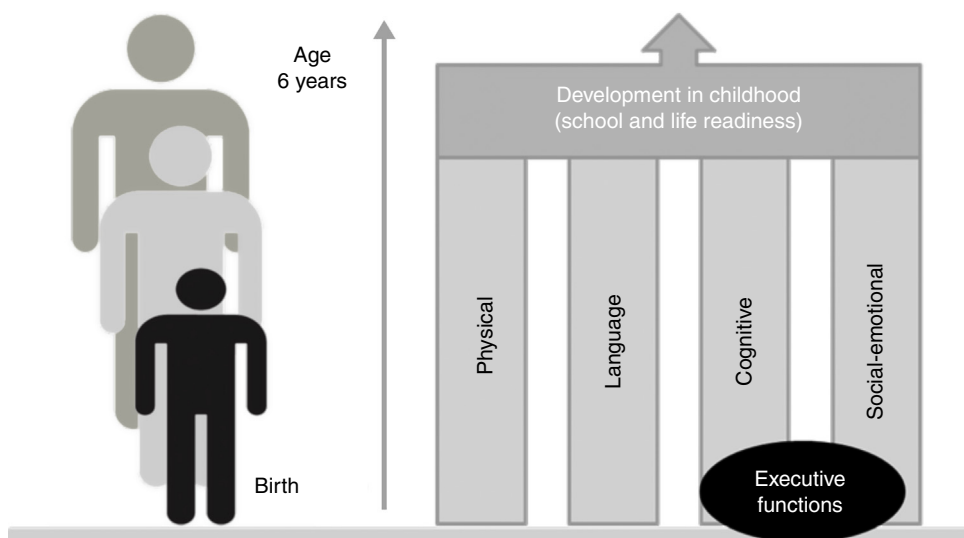 Age
6 years
Development in childhood
(school and life readiness)
Physical
Language
Cognitive
Social-emotional
Birth
Executive
functions